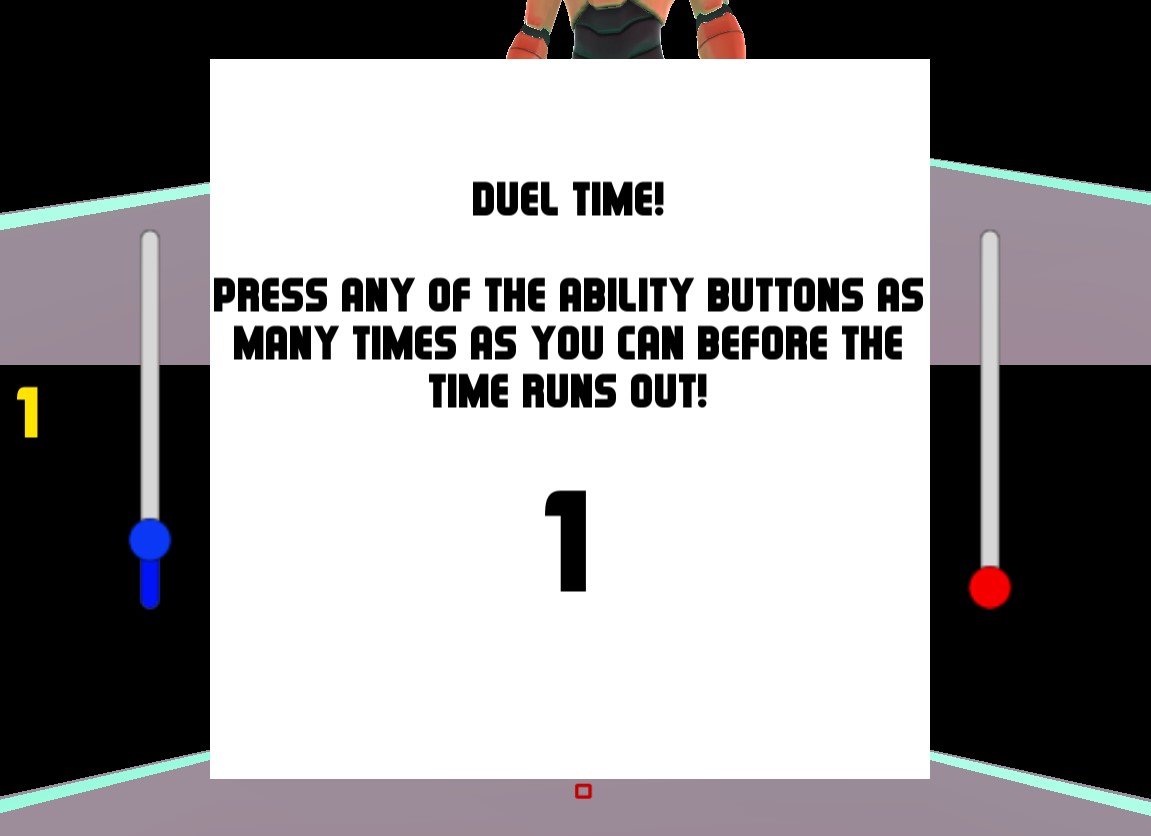 DUEL TIME!
PRESS ANY OF THE ABILITY BUTTONS AS
MANY TIMES AS YOU CAN BEFORE THE
TIME RUNS OUT!
1
1